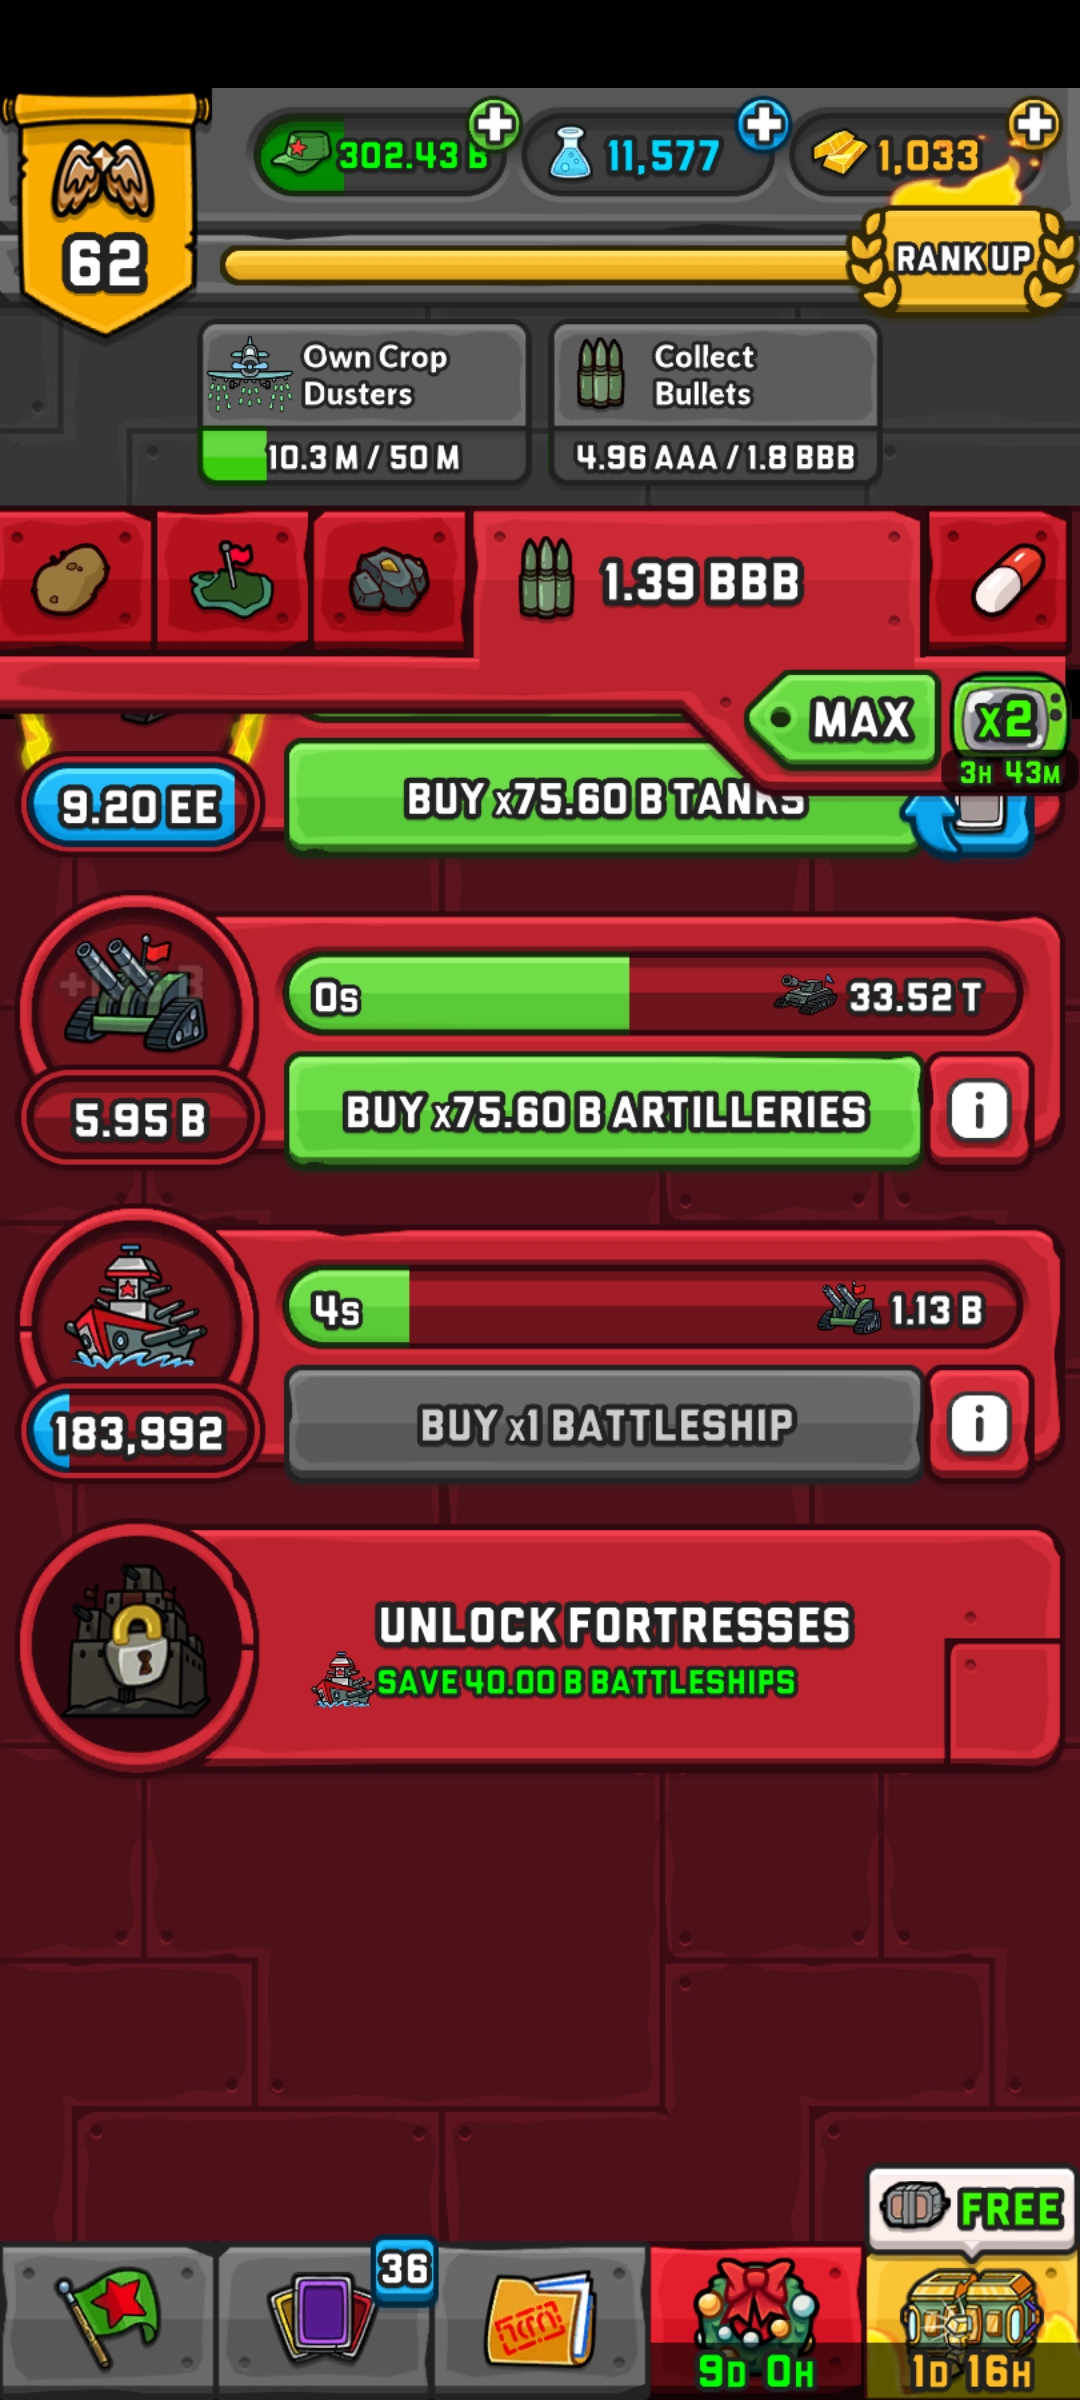 302.43 B
11,577
1,033
62
RANK UP
Own Crop
Dusters
10.3 M / 50 M
Collect
Bullets
4.96 AAA / 1.8 BBB
1.39 BBB
MAX
x2
3H 43M
9.20 EE
BUY x75.60 B TANKS
0s
33.52 T
5.95 B
BUY x75.60 B ARTILLERIES
i
4s
1.13 B
183,992
BUY x1 BATTLESHIP
i
UNLOCK FORTRESSES
SAVE 40.00 B BATTLESHIPS
FREE
36
9D 0H
1D 16H